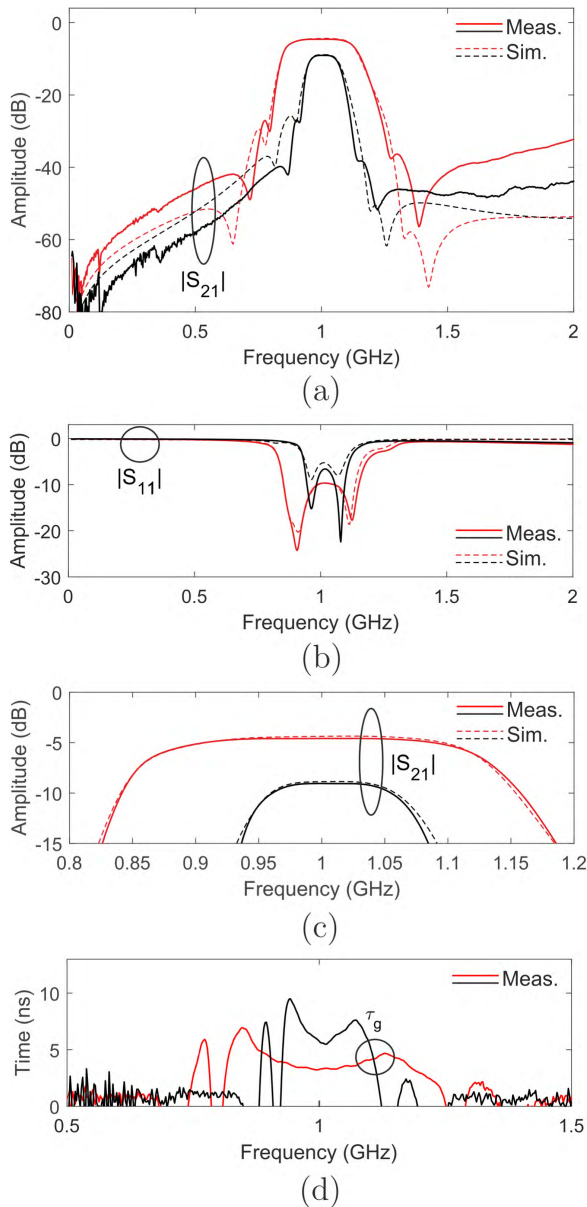 0
-20
-40
-60
-80
Amplitude (dB)
Meas.
Sim.
|S21|
0 0.5 1 1.5 2
Frequency (GHz)
(a)
0
-10
-20
-30
Amplitude (dB)
|S11|
Meas.
Sim.
0 0.5 1 1.5 2
Frequency (GHz)
(b)
0
-5
-10
-15
Amplitude (dB)
Meas.
Sim.
|S21|
0.8 0.85 0.9 0.95 1 1.05 1.1 1.15 1.2
Frequency (GHz)
(c)
10
5
0
Time (ns)
Meas.
τg
0.5 1 1.5
Frequency (GHz)
(d)